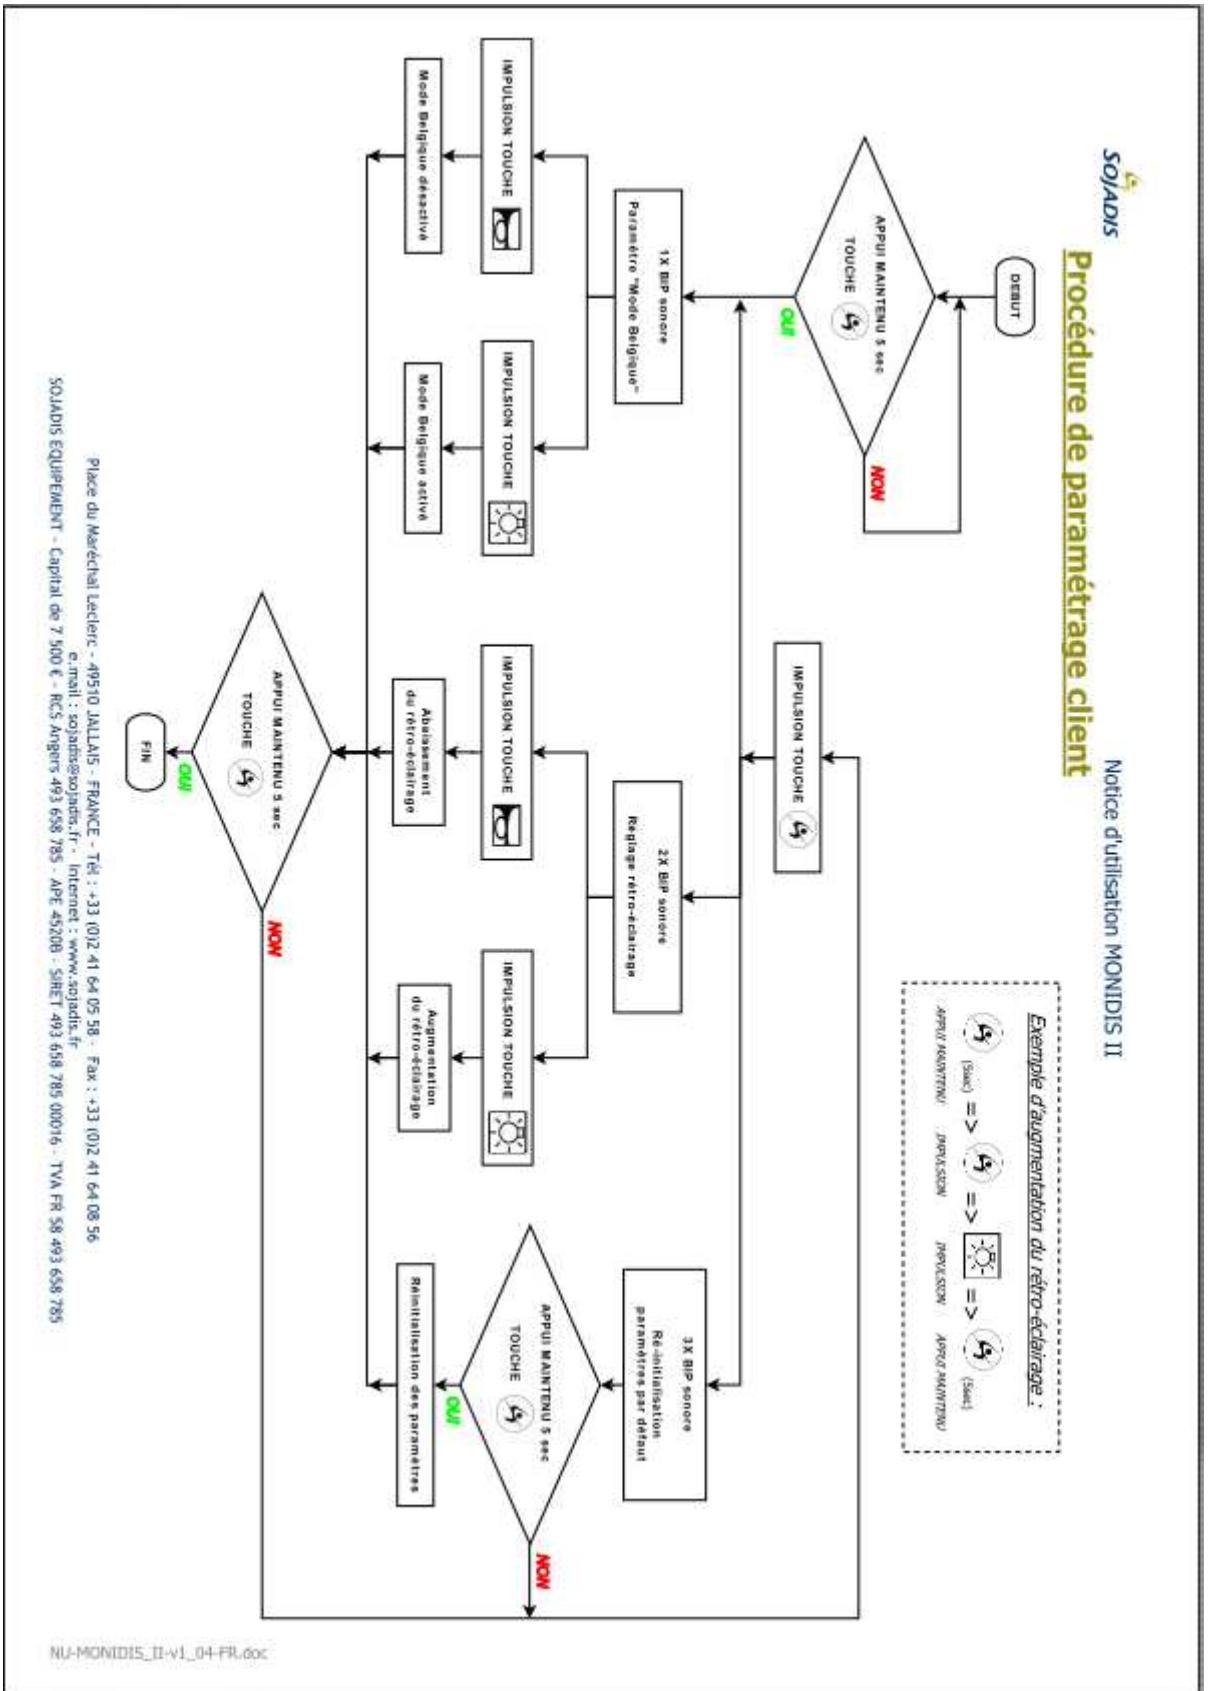 SOJADIS
Notice d'utilisation MONIDIS II
Procédure de paramétrage client
DEBUT
APPUI MAINTENU 5 sec
TOUCHE
NON
OUI
Exemple d'augmentation du rétro-éclairage :
(5sec) => => => (5sec)
APPUI MAINTENU IMPULSION IMPULSION APPUI MAINTENU
IMPULSION TOUCHE
1X BIP sonore
Paramètre "Mode Belgique"
2X BIP sonore
Réglage rétro-éclairage
3X BIP sonore
Ré-initialisation
paramètres par défaut
IMPULSION TOUCHE
IMPULSION TOUCHE
IMPULSION TOUCHE
IMPULSION TOUCHE
APPUI MAINTENU 5 sec
TOUCHE
NON
OUI
Mode Belgique désactivé
Mode Belgique activé
Abaissement
du rétro-éclairage
Augmentation
du rétro-éclairage
Réinitialisation des paramètres
APPUI MAINTENU 5 sec
TOUCHE
NON
OUI
FIN
Place du Maréchal Leclerc - 49510 JALLAIS - FRANCE - Tél : +33 (0)2 41 64 05 58 - Fax : +33 (0)2 41 64 08 56
e.mail : sojadis@sojadis.fr - Internet : www.sojadis.fr
SOJADIS EQUIPEMENT - Capital de 7 500 € - RCS Angers 493 658 785 - APE 4520B - SIRET 493 658 785 00016 - TVA FR 58 493 658 785
NU-MONIDIS_II-v1_04-FR.doc